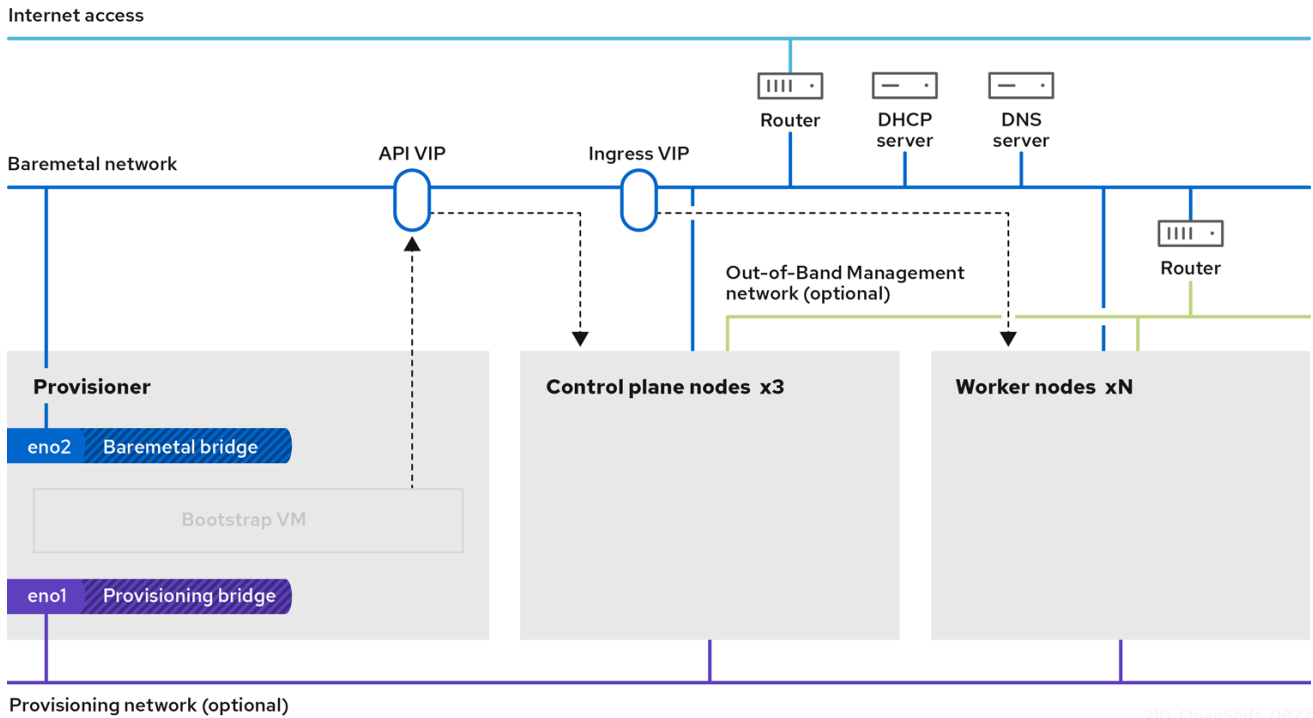 Internet access
Router
DHCP
server
DNS
server
Baremetal network
API VIP
Ingress VIP
Out-of-Band Management
network (optional)
Router
Provisioner
Control plane nodes x3
Worker nodes xN
eno2
Baremetal bridge
Bootstrap VM
eno1
Provisioning bridge
Provisioning network (optional)
210_OpenShift_0822